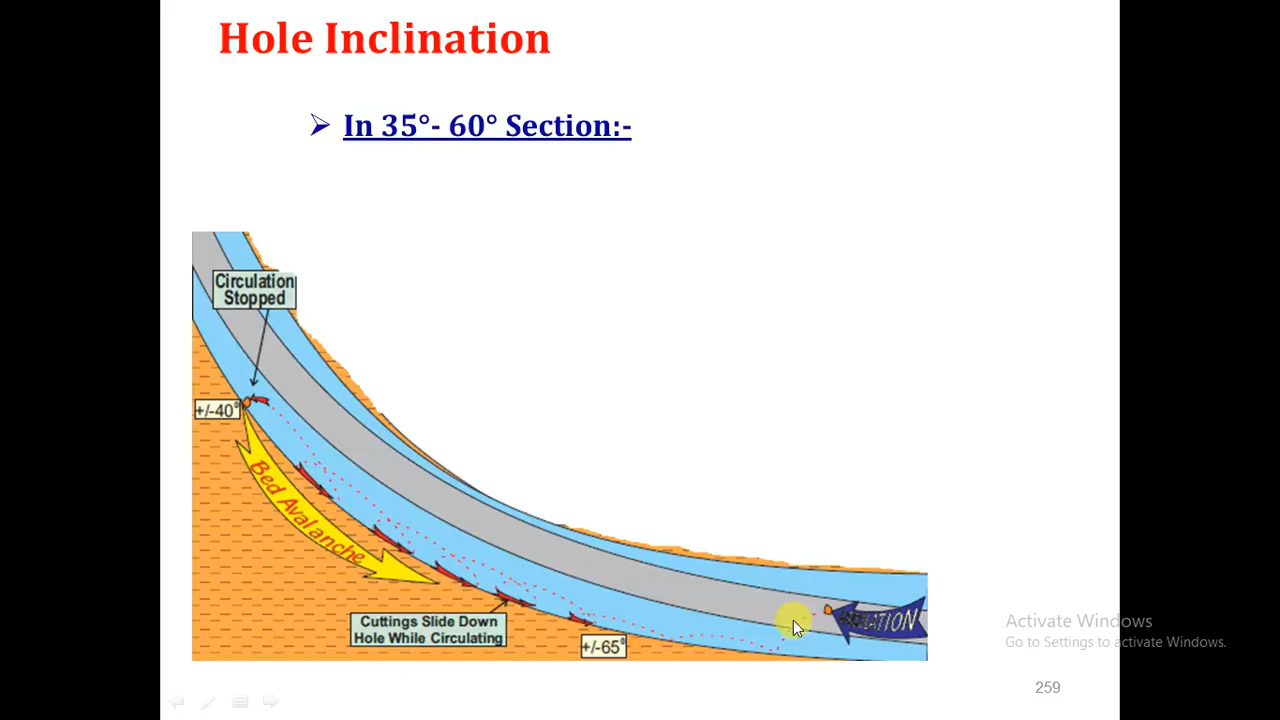 Hole Inclination
➢ In 35°- 60° Section:-
Circulation
Stopped
+/-40°
Bed Avalanche
Cuttings Slide Down
Hole While Circulating
+/-65°
Activate Windows
Go to Settings to activate Windows.
259